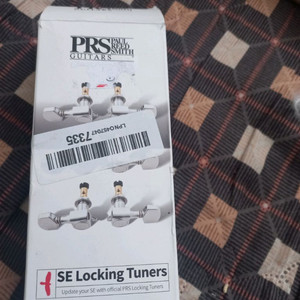 PRS PAUL
REED
SMITH
GUITARS
7335
SE Locking Tuners
Update your SE with official PRS Locking Tuners